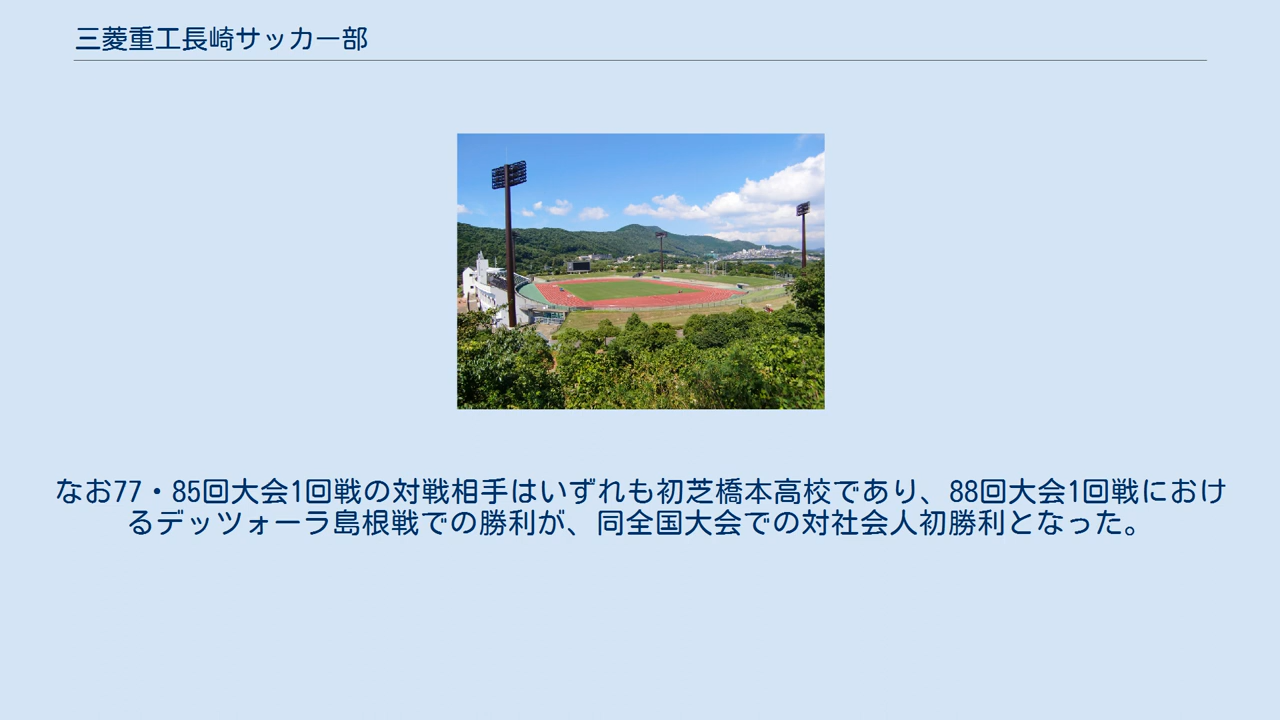 三菱重工長崎サッカー部
なお77・85回大会1回戦の対戦相手はいずれも初芝橋本高校であり、88回大会1回戦におけ
るデッツォーラ島根戦での勝利が、同全国大会での対社会人初勝利となった。